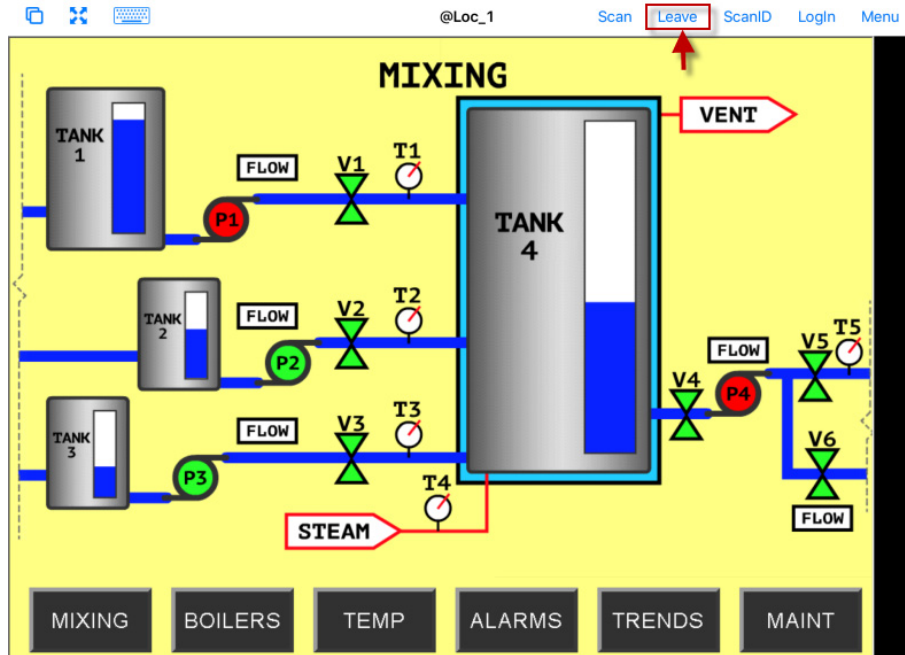 @Loc_1 Scan Leave ScanID LogIn Menu
MIXING
TANK
1
FLOW
V1
T1
P1
VENT
TANK
4
TANK
2
FLOW
V2
T2
P2
TANK
3
FLOW
V3
T3
P3
T4
STEAM
V4
FLOW
P4
V5
T5
V6
FLOW
MIXING BOILERS TEMP ALARMS TRENDS MAINT